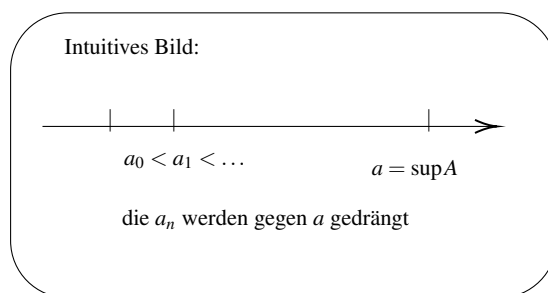 Intuitives Bild:
a₀ < a₁ < …
a = sup A
die aₙ werden gegen a gedrängt